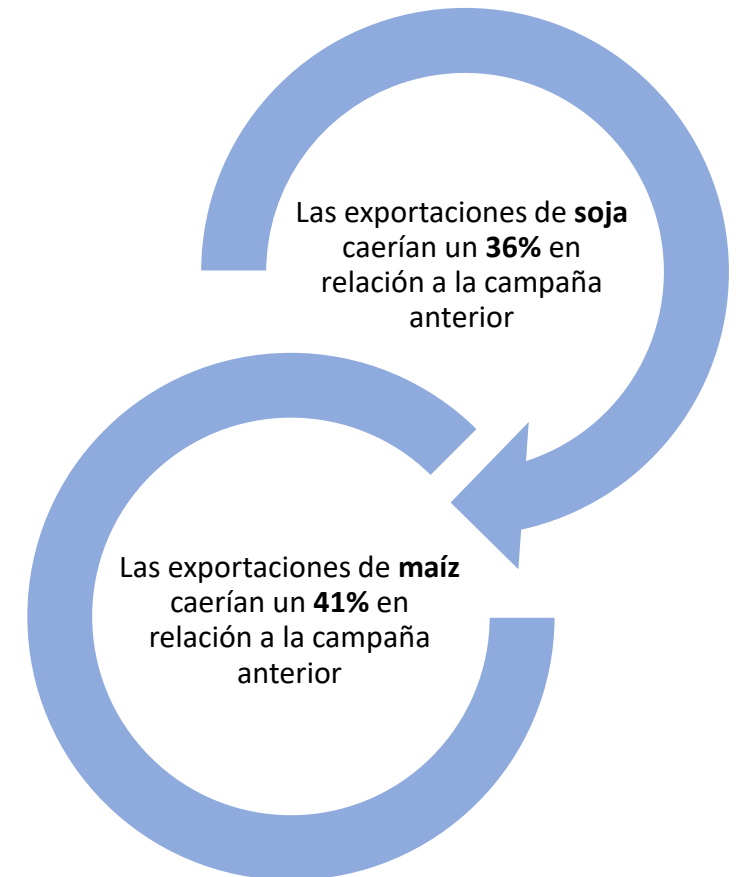 Las exportaciones de soja
caerían un 36% en
relación a la campaña
anterior
Las exportaciones de maíz
caerían un 41% en
relación a la campaña
anterior